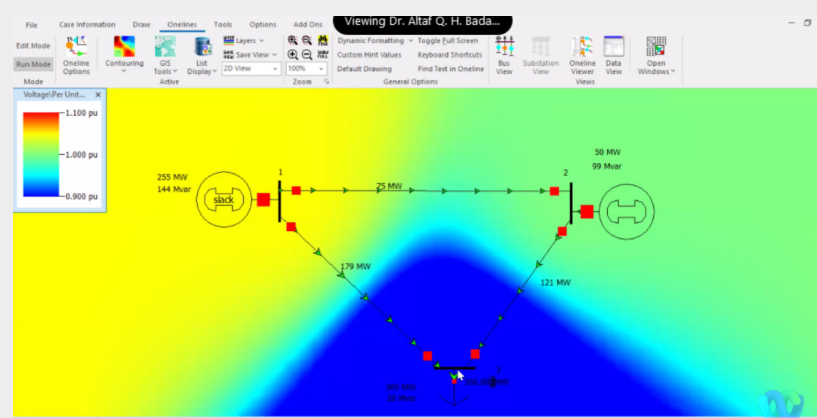 Viewing Dr. Altaf Q. H. Bada...
File Case Information Draw Onelines Tools Options Add Ons
Edit Mode
Run Mode
Mode
Oneline Options
Contouring
GIS Tools
List Display
Active
Layers
Save View
2D View
100%
Zoom
Dynamic Formatting
Toggle Full Screen
Custom Hint Values
Keyboard Shortcuts
Default Drawing
Find Text in Oneline
General Options
Bus View
Substation View
Oneline Viewer
Data View
Views
Open Windows
Voltage\Per Unit... X
1.100 pu
1.000 pu
0.900 pu
50 MW
99 Mvar
255 MW
144 Mvar
slack
1
2
75 MW
179 MW
121 MW